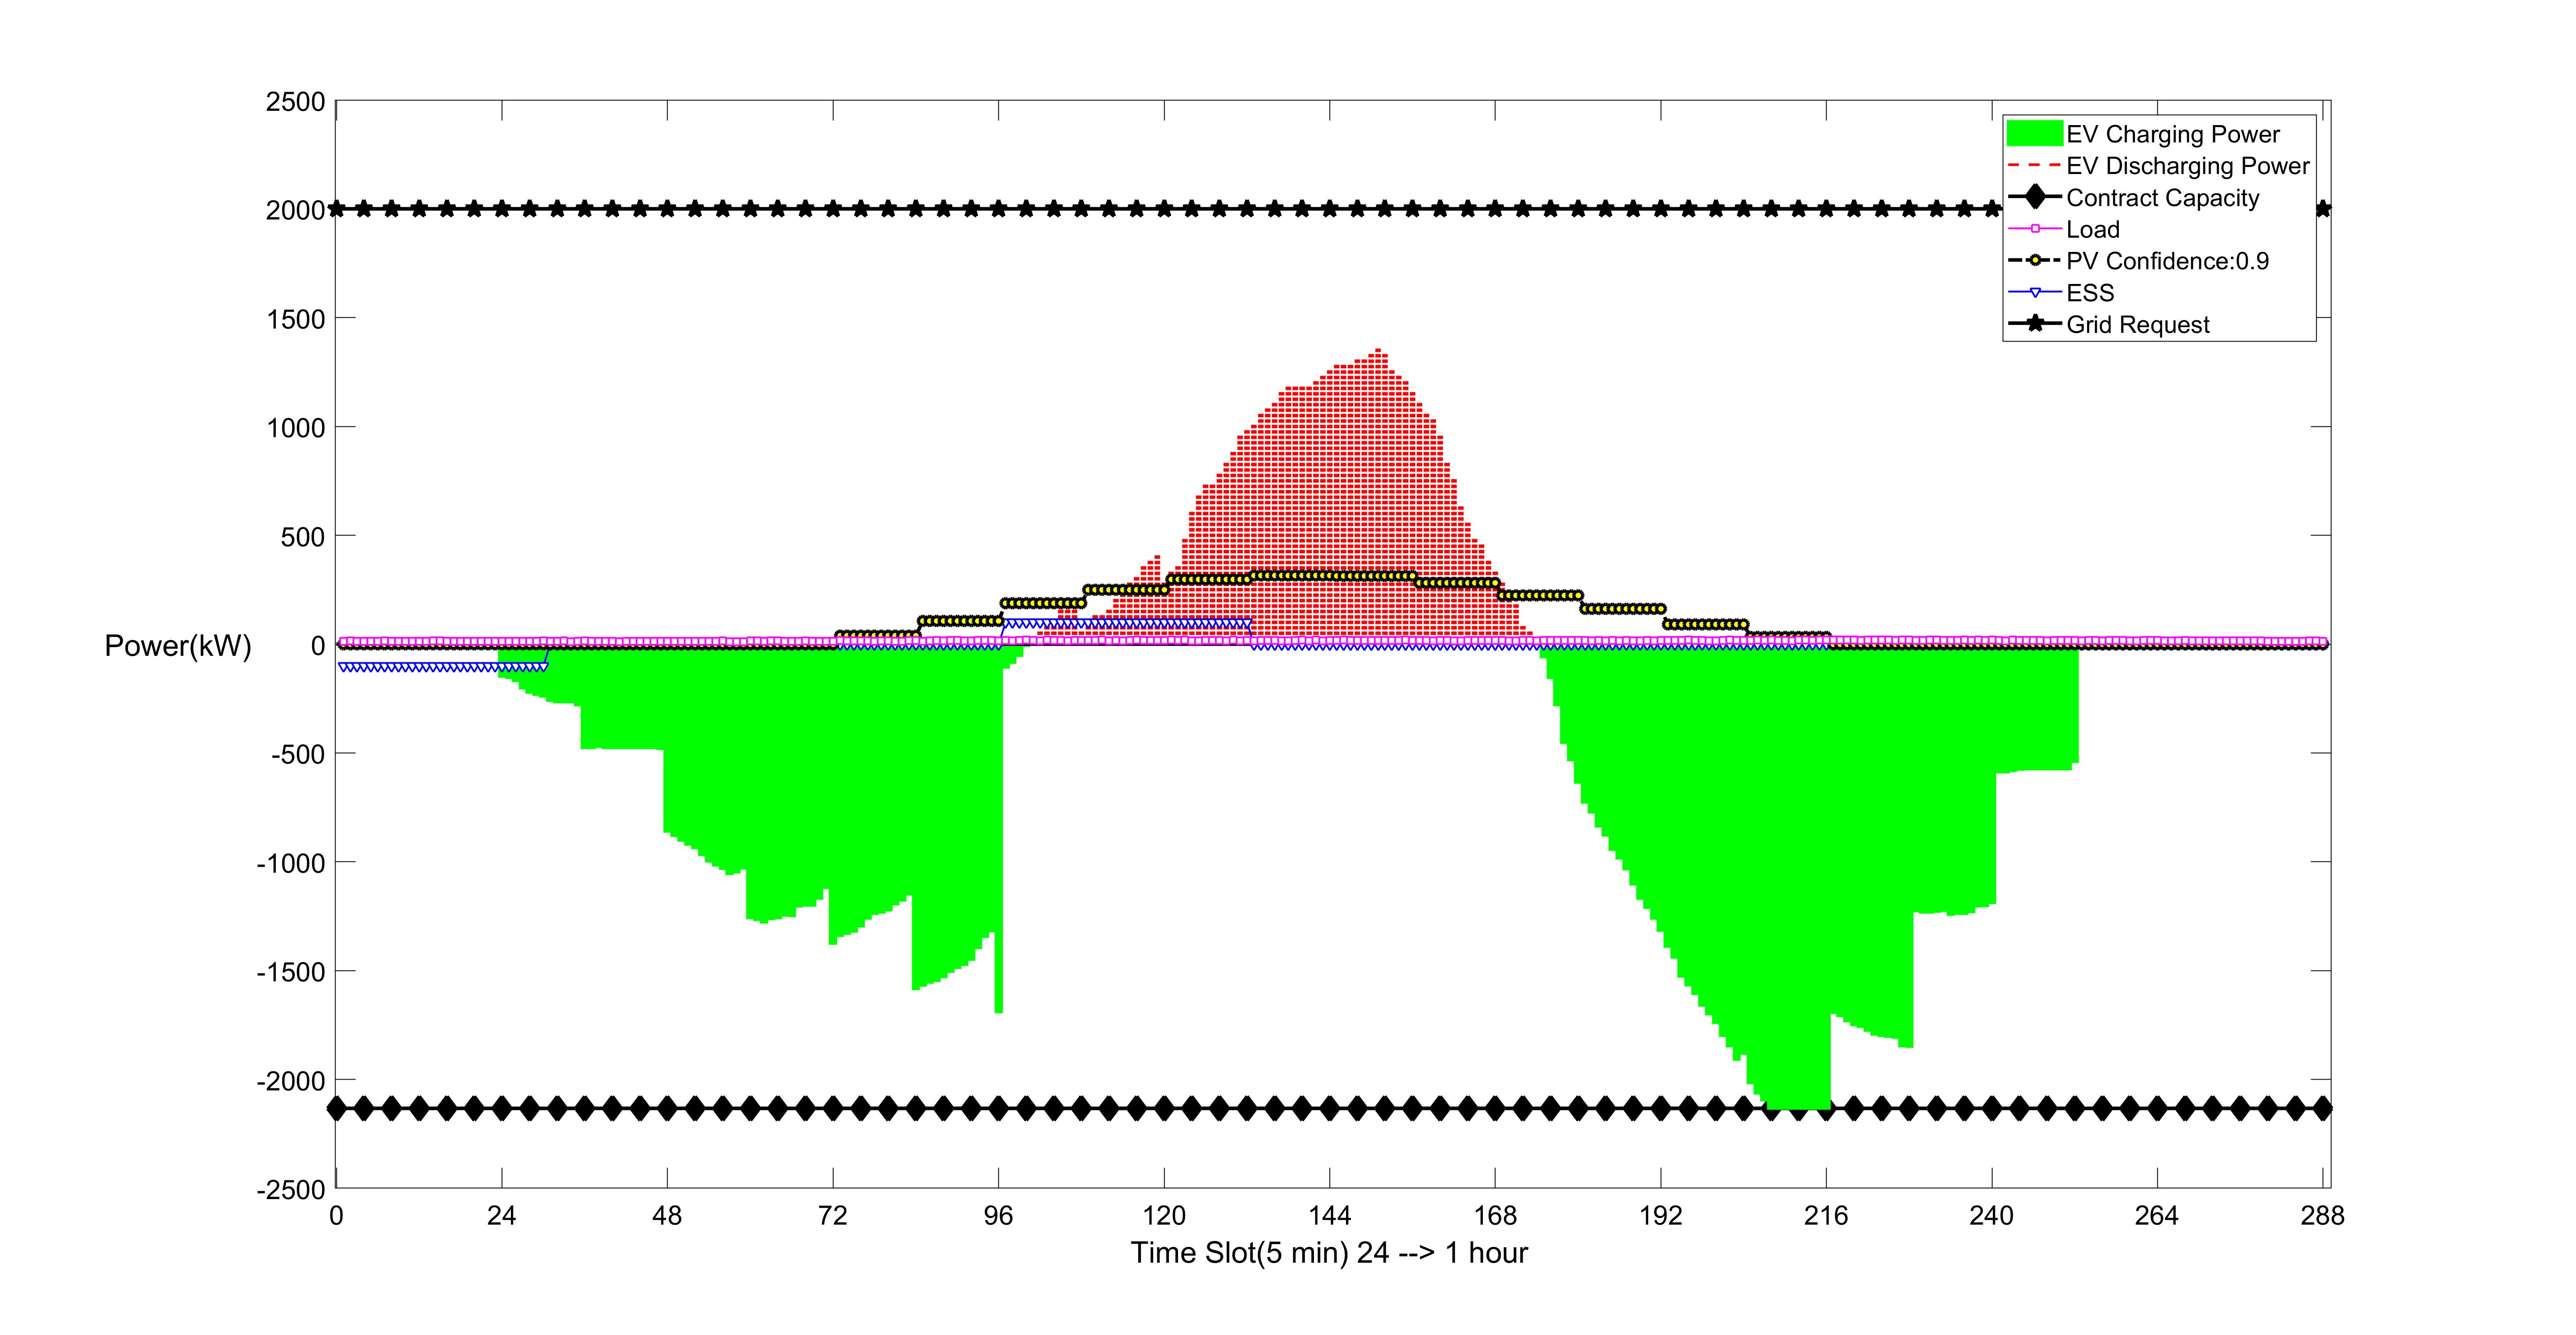 2500
2000
1500
1000
500
0
-500
-1000
-1500
-2000
-2500
Power(kW)
EV Charging Power
EV Discharging Power
Contract Capacity
Load
PV Confidence:0.9
ESS
Grid Request
0 24 48 72 96 120 144 168 192 216 240 264 288
Time Slot(5 min) 24 --> 1 hour